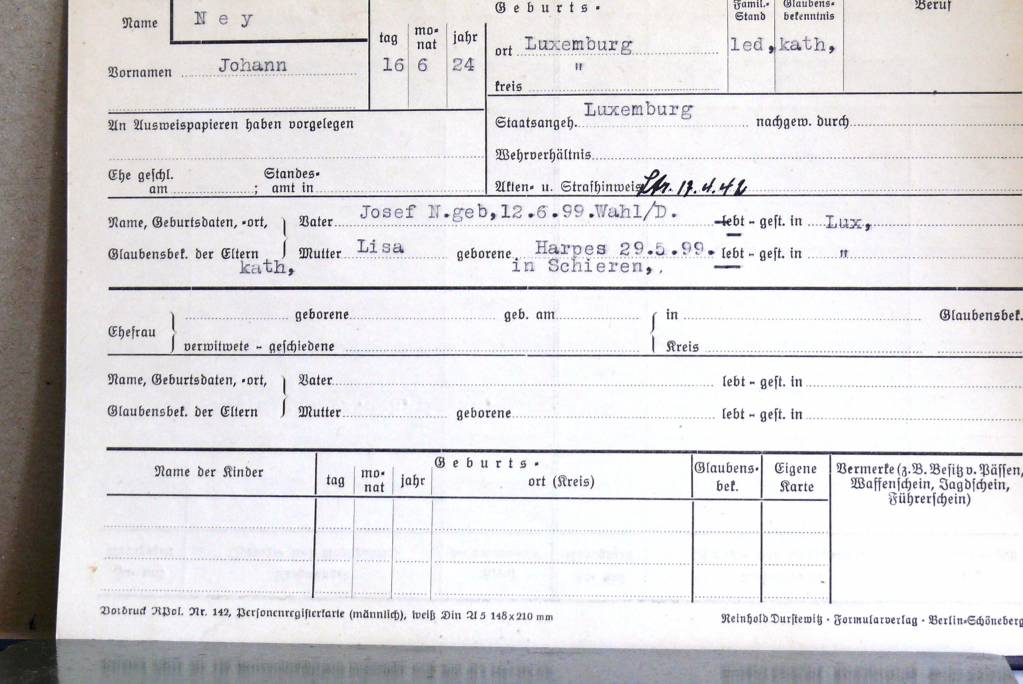 Name Ney
Geburts-
Famil.-Stand Glaubens-bekenntnis Beruf
tag mo-nat jahr
ort Luxemburg led, kath,
Vornamen Johann 16 6 24
"
kreis
Luxemburg
An Ausweispapieren haben vorgelegen
Staatsangeh. nachgew. durch
Wehrverhältnis
Ehe geschl. am ; Standes-amt in
Akten- u. Strafhinweis 17.4.42
Name, Geburtsdaten, -ort, Vater Josef N.geb,12.6.99.Wahl/D. lebt - gest. in Lux,
Glaubensbek. der Eltern Mutter Lisa geborene Harpes 29.5.99. lebt - gest. in "
kath, in Schieren,.
Ehefrau geborene geb. am in Glaubensbek.
verwitwete - geschiedene Kreis
Name, Geburtsdaten, -ort, Vater lebt - gest. in
Glaubensbek. der Eltern Mutter geborene lebt - gest. in
Name der Kinder
Geburts-
tag mo-nat jahr ort (Kreis)
Glaubens-bek.
Eigene Karte
Vermerke (z. B. Besitz v. Pässen,
Waffenschein, Jagdschein,
Führerschein)
Vordruck RPol. Nr. 142, Personenregisterkarte (männlich), weiß Din A 5 148x210 mm
Reinhold Durstewitz · Formularverlag · Berlin-Schöneberg